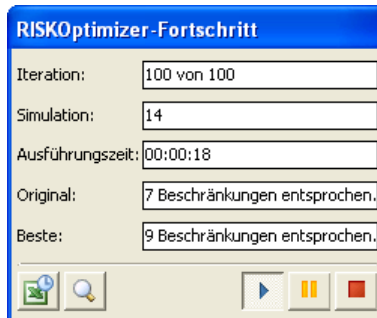 RISKOptimizer-Fortschritt
Iteration: 100 von 100
Simulation: 14
Ausführungszeit: 00:00:18
Original: 7 Beschränkungen entsprochen.
Beste: 9 Beschränkungen entsprochen.